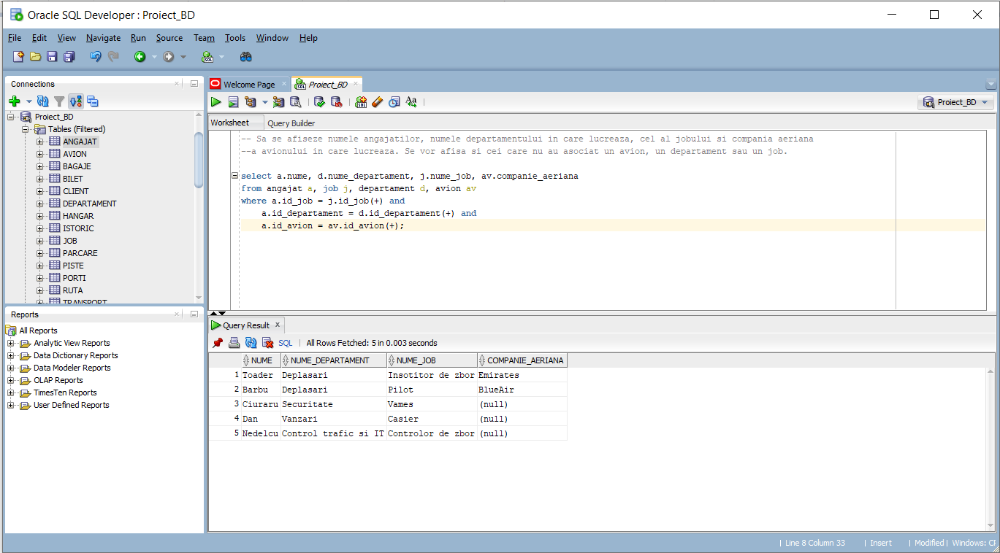 Oracle SQL Developer : Proiect_BD
File Edit View Navigate Run Source Team Tools Window Help
Connections
Proiect_BD
Tables (Filtered)
ANGAJAT
AVION
BAGAJE
BILET
CLIENT
DEPARTAMENT
HANGAR
ISTORIC
JOB
PARCARE
PISTE
PORTI
RUTA
TRANSPORT
Reports
All Reports
Analytic View Reports
Data Dictionary Reports
Data Modeler Reports
OLAP Reports
TimesTen Reports
User Defined Reports
Welcome Page Proiect_BD
Proiect_BD
Worksheet Query Builder
-- Sa se afiseze numele angajatilor, numele departamentului in care lucreaza, cel al jobului si compania aeriana
--a avionului in care lucreaza. Se vor afisa si cei care nu au asociat un avion, un departament sau un job.
select a.nume, d.nume_departament, j.nume_job, av.companie_aeriana
from angajat a, job j, departament d, avion av
where a.id_job = j.id_job(+) and
a.id_departament = d.id_departament(+) and
a.id_avion = av.id_avion(+);
Query Result
SQL | All Rows Fetched: 5 in 0.003 seconds
NUME NUME_DEPARTAMENT NUME_JOB COMPANIE_AERIANA
1 Toader Deplasari Insotitor de zbor Emirates
2 Barbu Deplasari Pilot BlueAir
3 Ciuraru Securitate Vames (null)
4 Dan Vanzari Casier (null)
5 Nedelcu Control trafic si IT Controlor de zbor (null)
| Line 8 Column 33 | Insert | Modified | Windows: